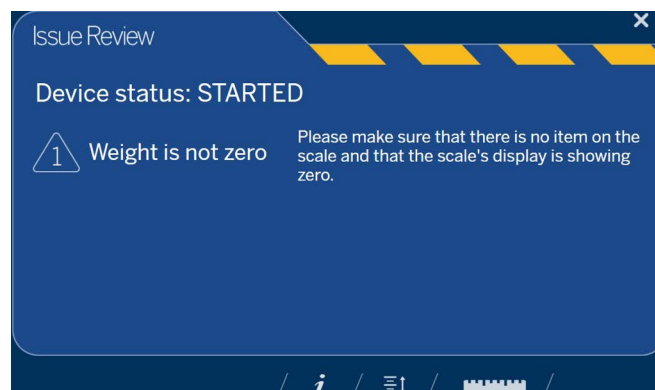 Issue Review
Device status: STARTED
1
Weight is not zero
Please make sure that there is no item on the
scale and that the scale's display is showing
zero.
i